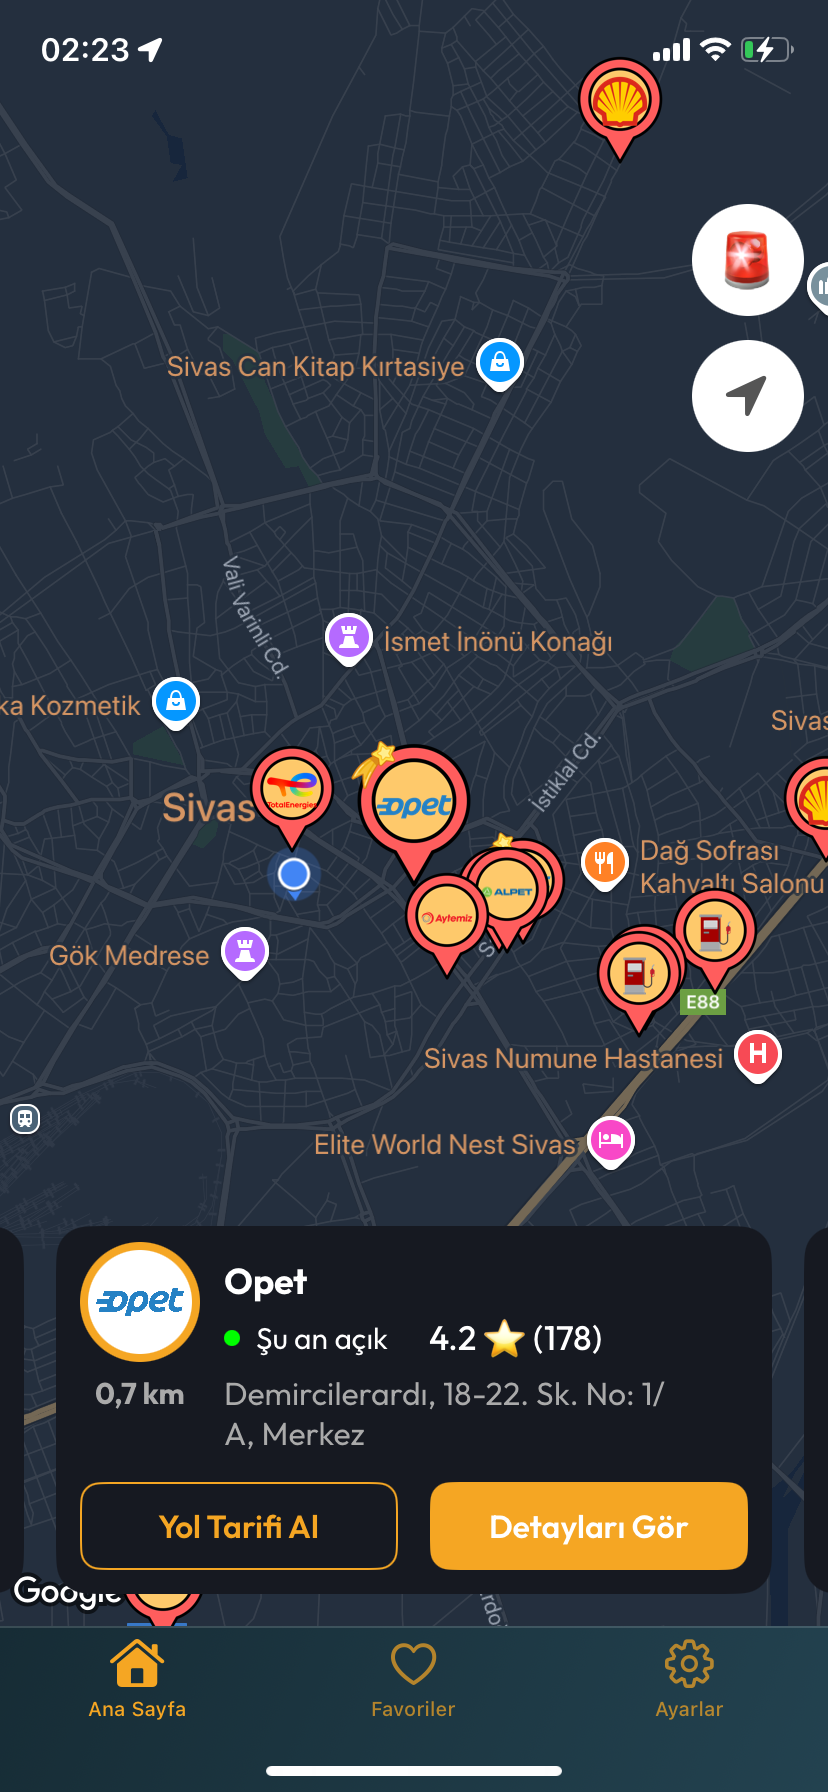 02:23
Sivas Can Kitap Kırtasiye
Vali Varinli Cd.
İsmet İnönü Konağı
ka Kozmetik
Sivas
İstiklal Cd.
Sivas
TotalEnergies
opet
Dağ Sofrası
Kahvaltı Salonu
ALPET
Aytemiz
S
Gök Medrese
E88
Sivas Numune Hastanesi
H
Elite World Nest Sivas
opet
Opet
Şu an açık
4.2 (178)
0,7 km
Demircilerardı, 18-22. Sk. No: 1/
A, Merkez
Yol Tarifi Al
Detayları Gör
Google
Ana Sayfa
Favoriler
Ayarlar